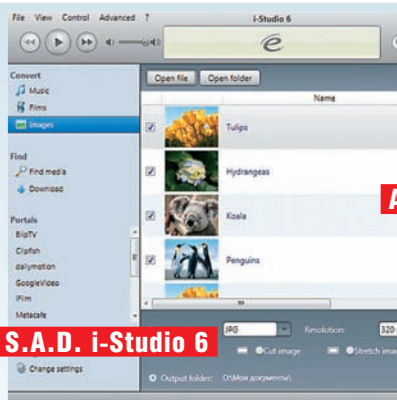 File View Control Advanced ?
i-Studio 6
Convert
Music
Films
Images
Find
Find media
Download
Portals
BlipTV
Clipfish
dailymotion
GoogleVideo
iFilm
Metacafe
Change settings
Open file Open folder
Name
Tulips
Hydrangeas
Koala
Penguins
A
JPG Resolution: 320
Cut image Stretch ima
Output folder: D:\Мои документы\
S.A.D. i-Studio 6